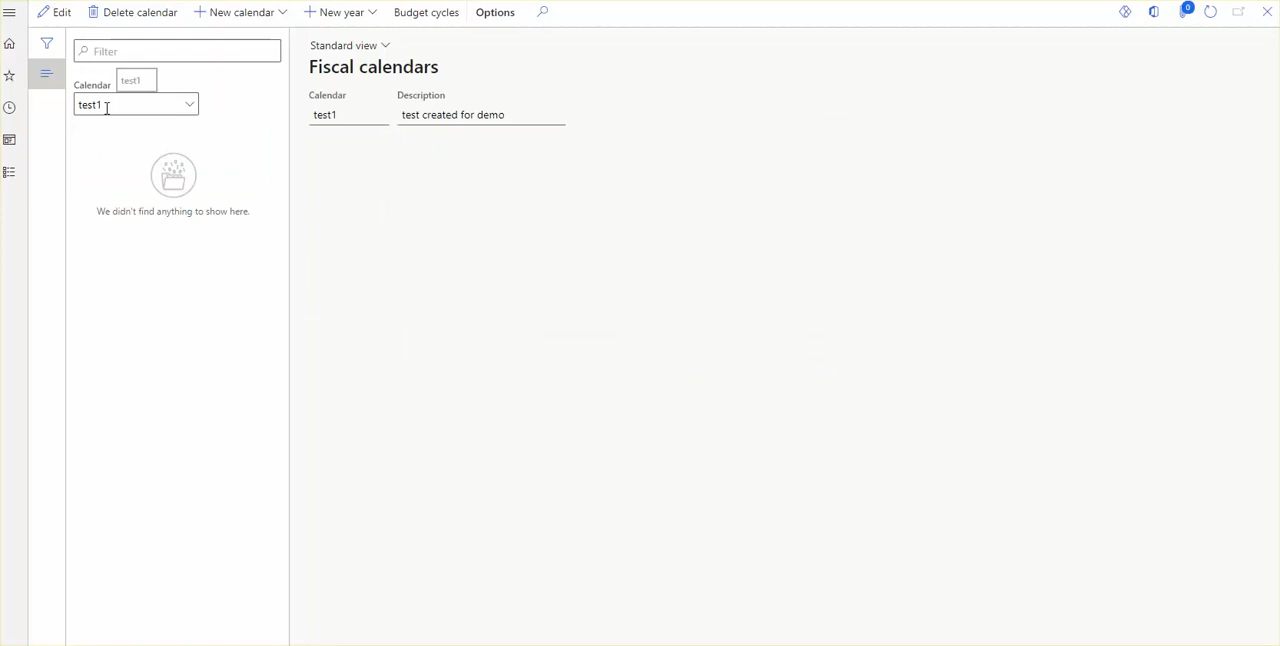 Edit Delete calendar New calendar New year Budget cycles Options 0
Filter
Calendar test1
test1
We didn't find anything to show here.
Standard view
Fiscal calendars
Calendar Description
test1 test created for demo